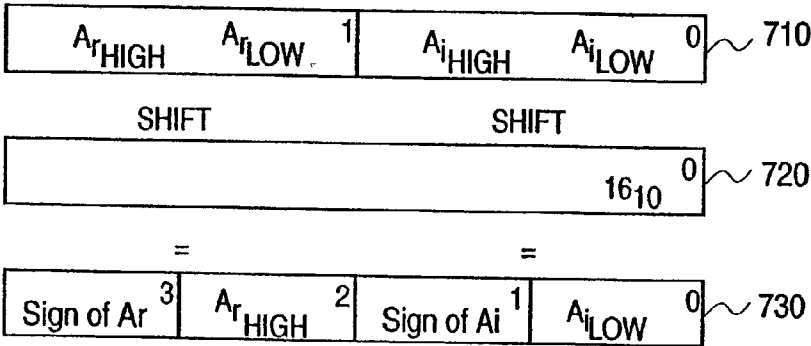 ArHIGH ArLOW 1 AiHIGH AiLOW 0 710
SHIFT SHIFT
16₁₀ 0 720
= =
Sign of Ar 3 ArHIGH 2 Sign of Ai 1 AiLOW 0 730